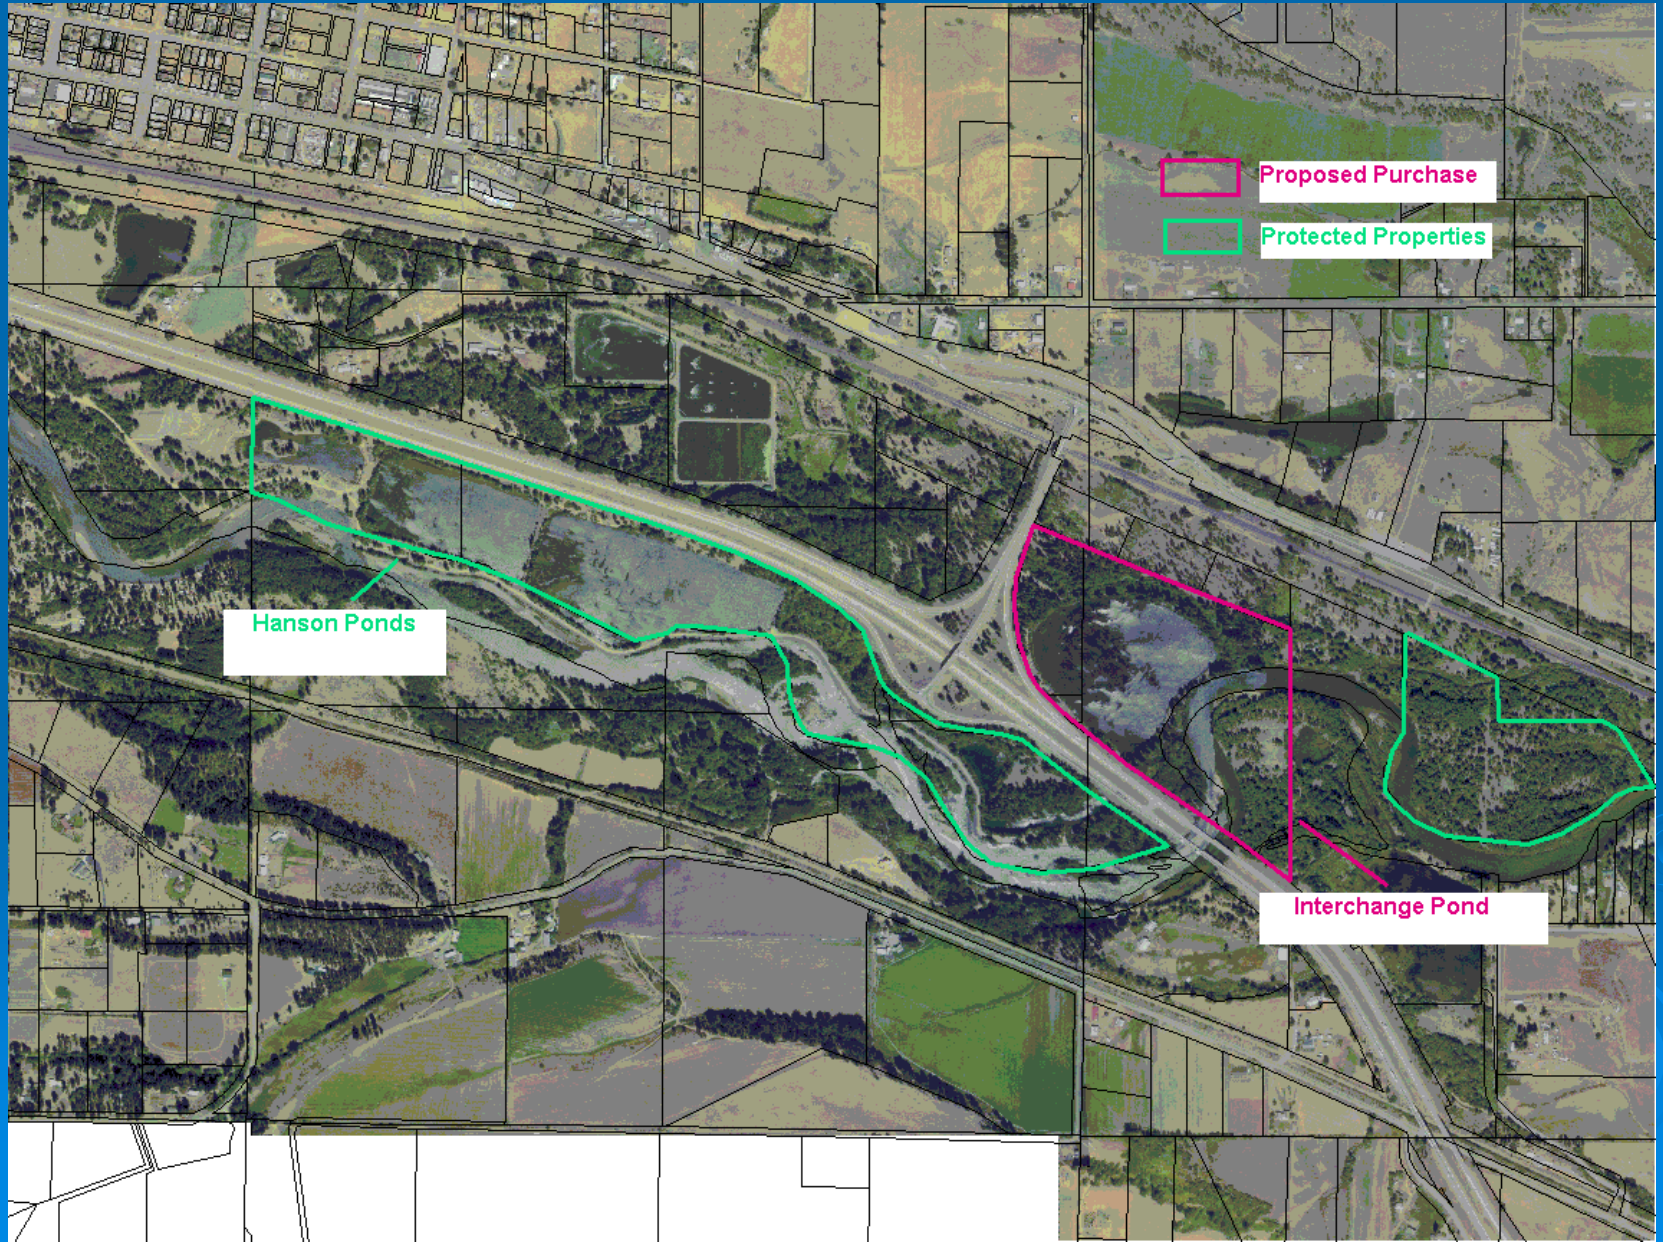 Proposed Purchase
Protected Properties
Hanson Ponds
Interchange Pond